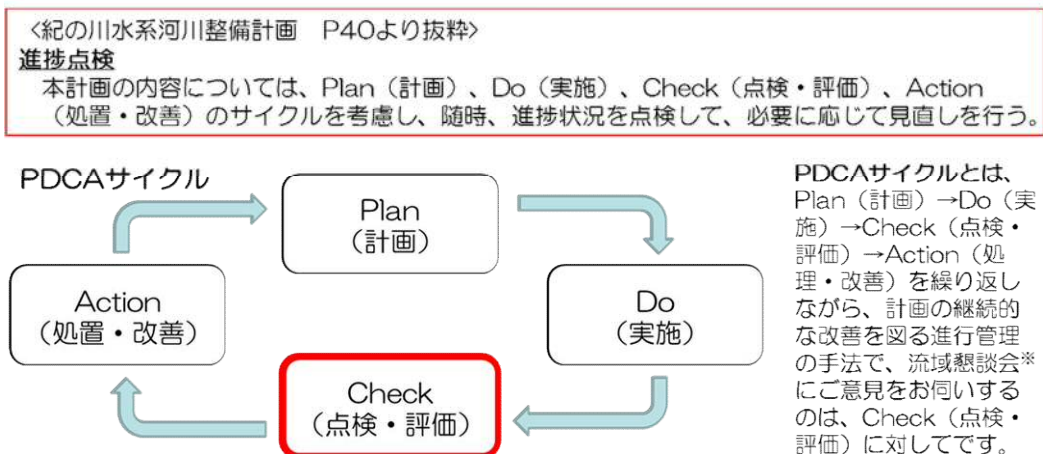 <紀の川水系河川整備計画　P40より抜粋>
進捗点検
本計画の内容については、Plan（計画）、Do（実施）、Check（点検・評価）、Action
（処置・改善）のサイクルを考慮し、随時、進捗状況を点検して、必要に応じて見直しを行う。
PDCAサイクル
Plan
（計画）
Do
（実施）
Check
（点検・評価）
Action
（処置・改善）
PDCAサイクルとは、
Plan（計画）→Do（実
施）→Check（点検・
評価）→Action（処
理・改善）を繰り返し
ながら、計画の継続的
な改善を図る進行管理
の手法で、流域懇談会※
にご意見をお伺いする
のは、Check（点検・
評価）に対してです。